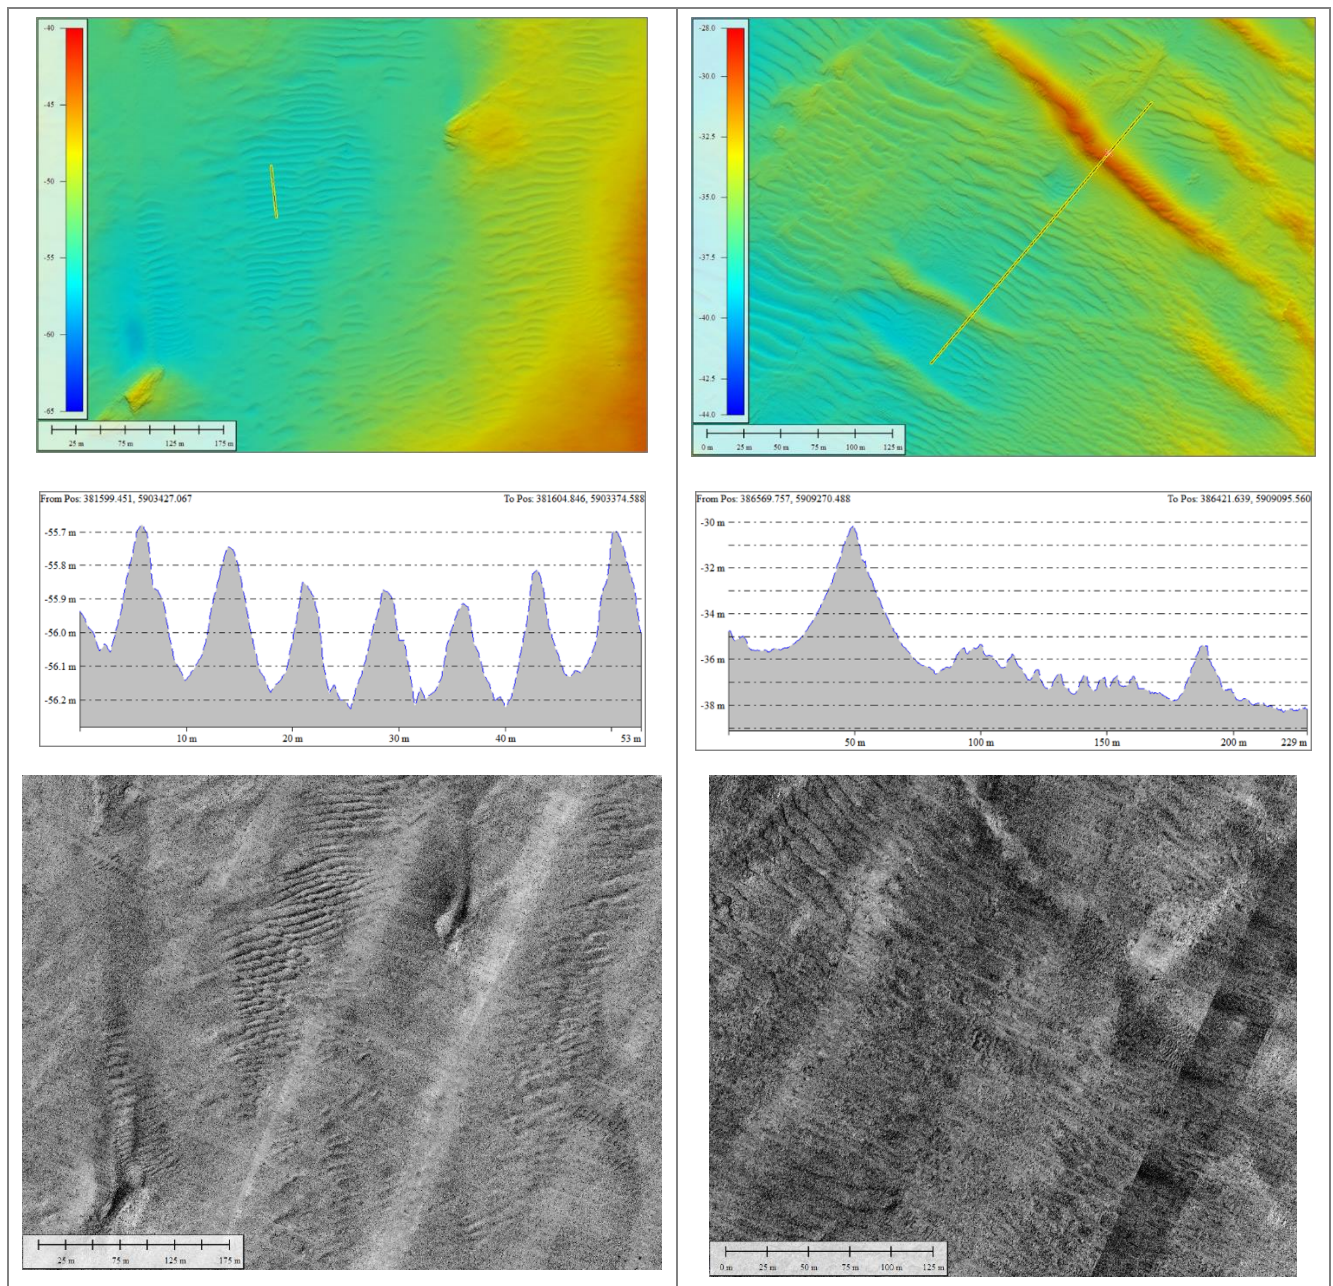 -40
-45
-50
-55
-60
-65
25 m 75 m 125 m 175 m
-28.0
-30.0
-32.5
-35.0
-37.5
-40.0
-42.5
-44.0
0 m 25 m 50 m 75 m 100 m 125 m
From Pos: 381599.451, 5903427.067 To Pos: 381604.846, 5903374.588
-55.7 m
-55.8 m
-55.9 m
-56.0 m
-56.1 m
-56.2 m
10 m 20 m 30 m 40 m 53 m
From Pos: 386569.757, 5909270.488 To Pos: 386421.639, 5909095.560
-30 m
-32 m
-34 m
-36 m
-38 m
50 m 100 m 150 m 200 m 229 m
25 m 75 m 125 m 175 m
0 m 25 m 50 m 75 m 100 m 125 m